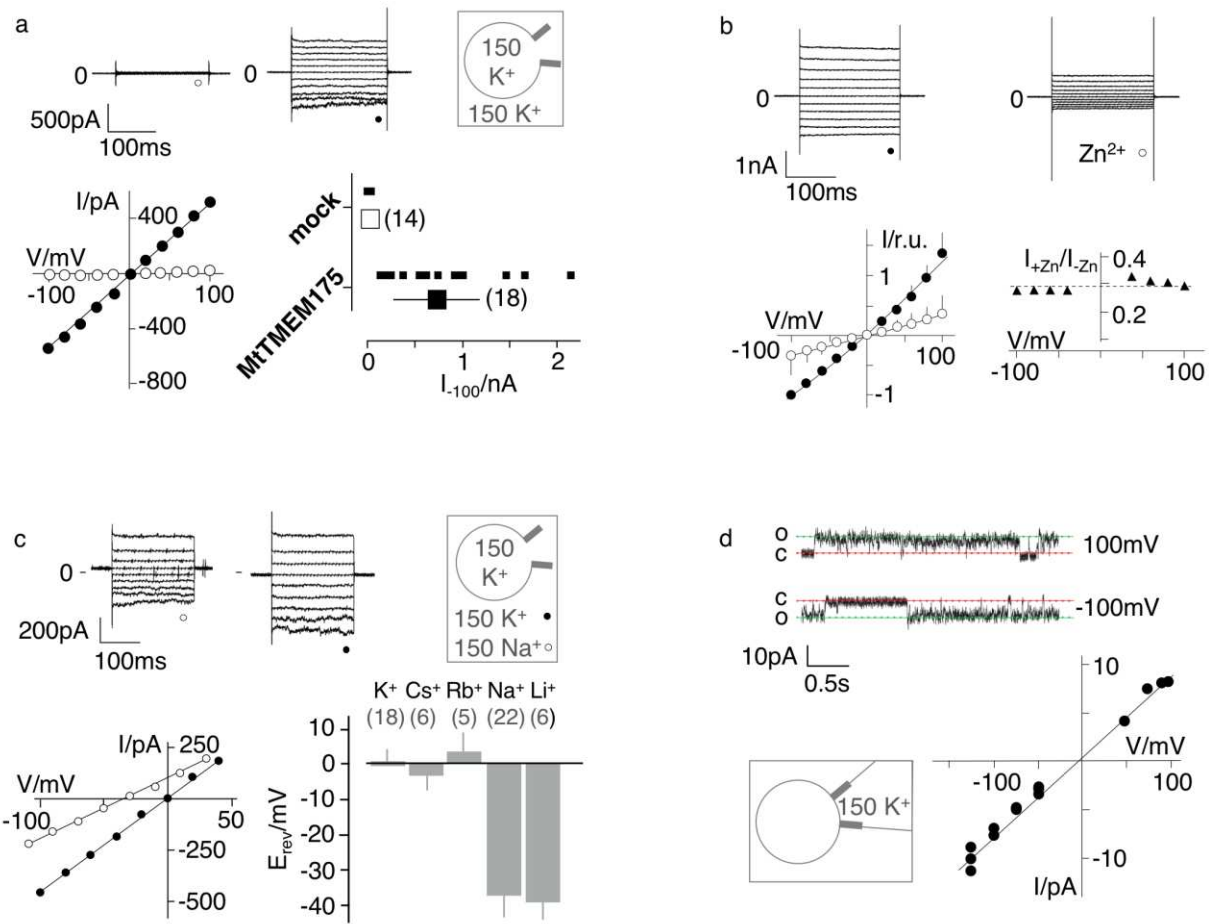 a
0
500pA
100ms
0
150
K⁺
150 K⁺
I/pA
400
V/mV
-100
100
-400
-800
mock
(14)
MtTMEM175
(18)
0
1
2
I₋₁₀₀/nA
b
0
1nA
100ms
0
Zn²⁺
I/r.u.
1
V/mV
-100
100
-1
I₊Zn/I₋Zn
0.4
0.2
V/mV
-100
100
c
0
-
200pA
100ms
150
K⁺
150 K⁺
150 Na⁺
I/pA
250
V/mV
-100
50
-250
-500
K⁺ Cs⁺ Rb⁺ Na⁺ Li⁺
(18) (6) (5) (22) (6)
10
0
-10
-20
-30
-40
Erev/mV
d
O
C
100mV
C
O
-100mV
10pA
0.5s
150 K⁺
10
V/mV
-100
100
-10
I/pA